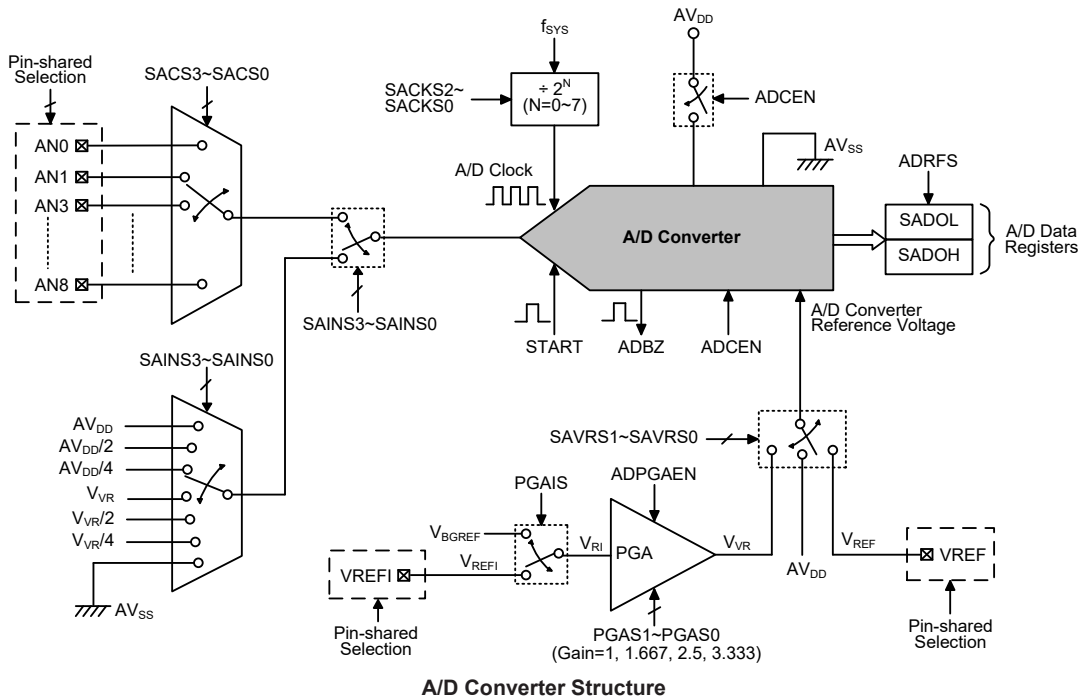 Pin-shared
Selection
AN0
AN1
AN3
AN8
SACS3~SACS0
SAINS3~SAINS0
fSYS
÷ 2^N
(N=0~7)
SACKS2~
SACKS0
A/D Clock
AVDD
ADCEN
AVSS
A/D Converter
START
ADBZ
ADCEN
ADRFS
SADOL
SADOH
A/D Data
Registers
A/D Converter
Reference Voltage
SAINS3~SAINS0
AVDD
AVDD/2
AVDD/4
VVR
VVR/2
VVR/4
AVSS
SAVRS1~SAVRS0
PGAIS
VBGREF
VREFI
VREFI
Pin-shared
Selection
VRI
ADPGAEN
PGA
PGAS1~PGAS0
(Gain=1, 1.667, 2.5, 3.333)
VVR
AVDD
VREF
VREF
Pin-shared
Selection
A/D Converter Structure